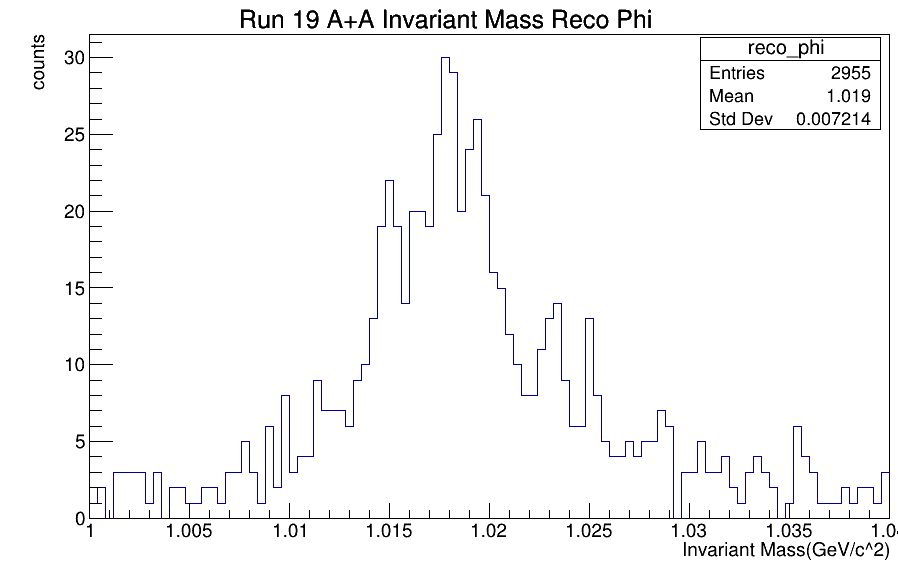 Run 19 A+A Invariant Mass Reco Phi
counts
reco_phi
Entries 2955
Mean 1.019
Std Dev 0.007214
30
25
20
15
10
5
0
1 1.005 1.01 1.015 1.02 1.025 1.03 1.035 1.04
Invariant Mass(GeV/c^2)